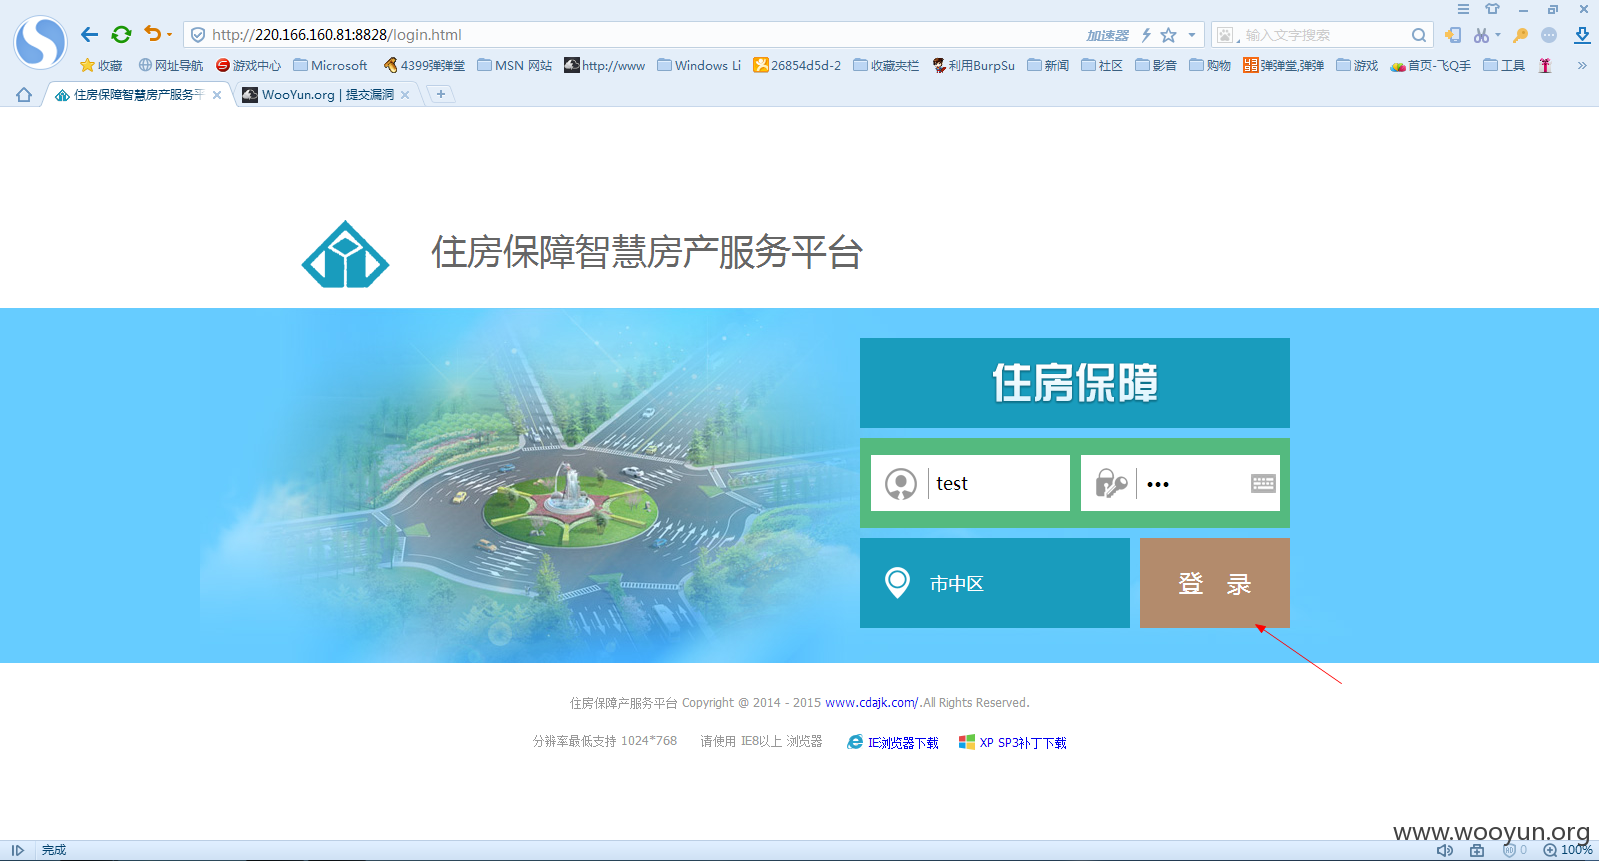 http://220.166.160.81:8828/login.html
加速器
输入文字搜索
收藏 网址导航 游戏中心 Microsoft 4399弹弹堂 MSN 网站 http://www Windows Li 26854d5d-2 收藏夹栏 利用BurpSu 新闻 社区 影音 购物 弹弹堂,弹弹 游戏 首页-飞Q手 工具
住房保障智慧房产服务平 WooYun.org | 提交漏洞
住房保障智慧房产服务平台
住房保障
test •••
市中区 登 录
住房保障产服务平台 Copyright @ 2014 - 2015 www.cdajk.com/.All Rights Reserved.
分辨率最低支持 1024*768 请使用 IE8以上 浏览器 IE浏览器下载 XP SP3补丁下载
www.wooyun.org
完成 0 100%